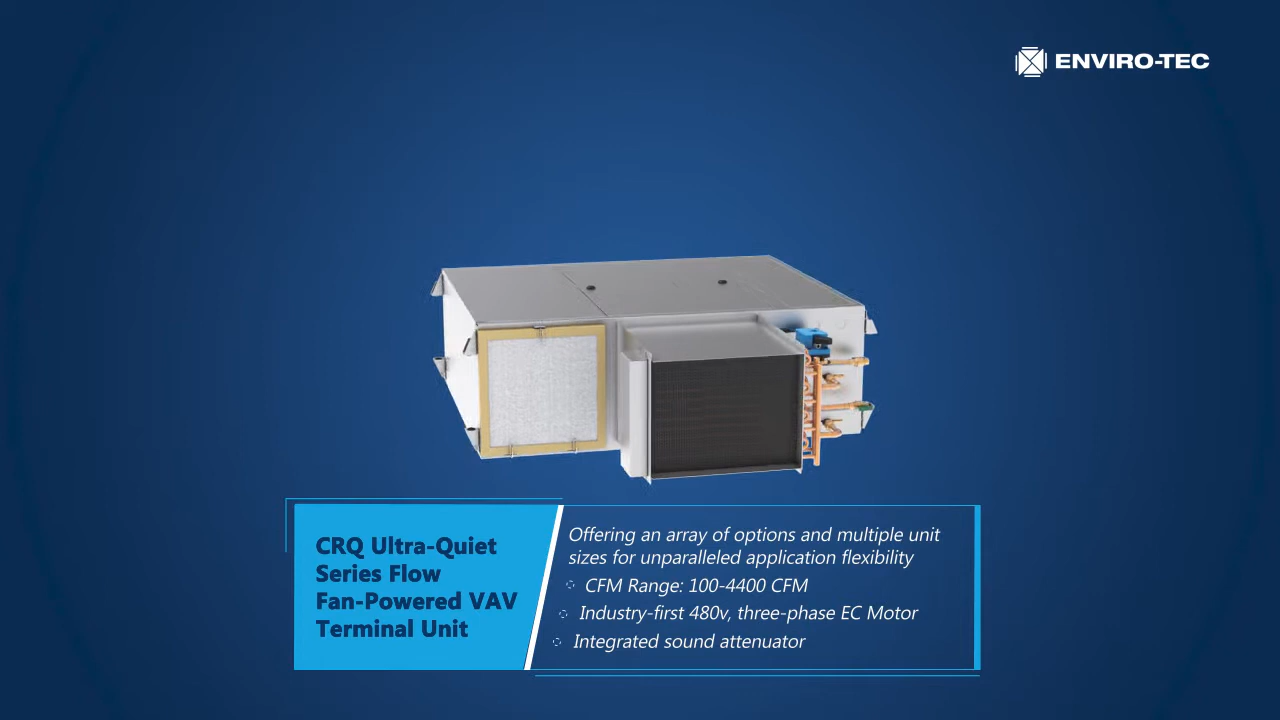 ENVIRO-TEC
CRQ Ultra-Quiet
Series Flow
Fan-Powered VAV
Terminal Unit
Offering an array of options and multiple unit
sizes for unparalleled application flexibility
CFM Range: 100-4400 CFM
Industry-first 480v, three-phase EC Motor
Integrated sound attenuator